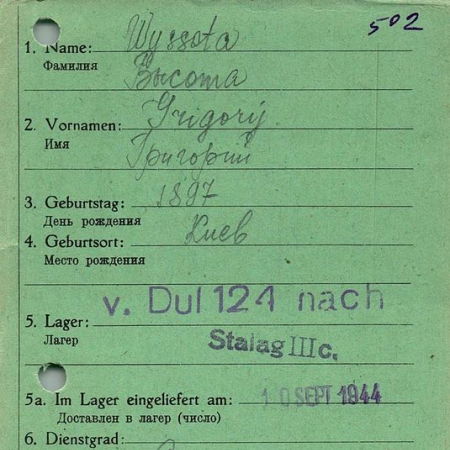 502
1. Name: Wyssota
Фамилия Высота
2. Vornamen: Grigorij
Имя Григорий
3. Geburtstag: 1897
День рождения
4. Geburtsort: Киев
Место рождения
v. Dul 124 nach
5. Lager:
Лагер Stalag IIIc.
5a. Im Lager eingeliefert am: 10 SEPT 1944
Доставлен в лагер (число)
6. Dienstgrad: